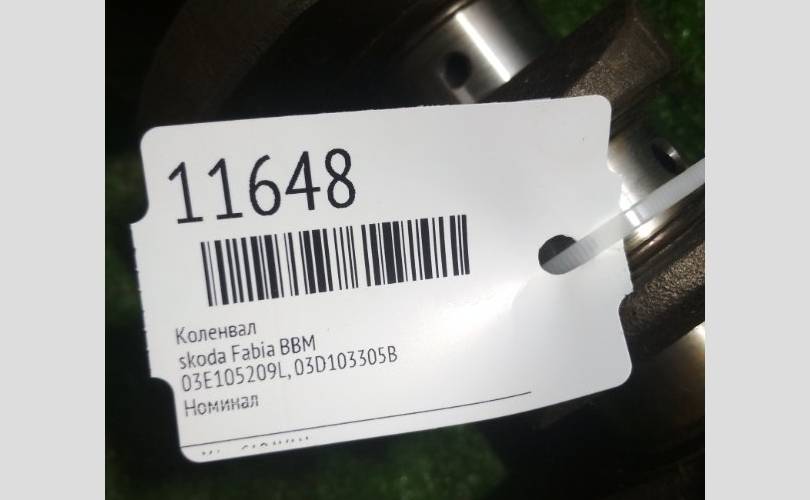 11648
Коленвал
skoda Fabia BBM
03E105209L, 03D103305B
Номинал